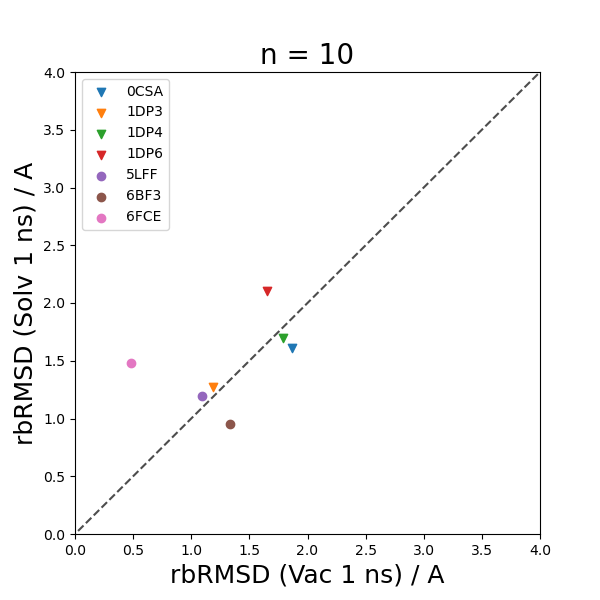 n = 10
rbRMSD (Solv 1 ns) / A
4.0
3.5
3.0
2.5
2.0
1.5
1.0
0.5
0.0
0CSA
1DP3
1DP4
1DP6
5LFF
6BF3
6FCE
0.0 0.5 1.0 1.5 2.0 2.5 3.0 3.5 4.0
rbRMSD (Vac 1 ns) / A